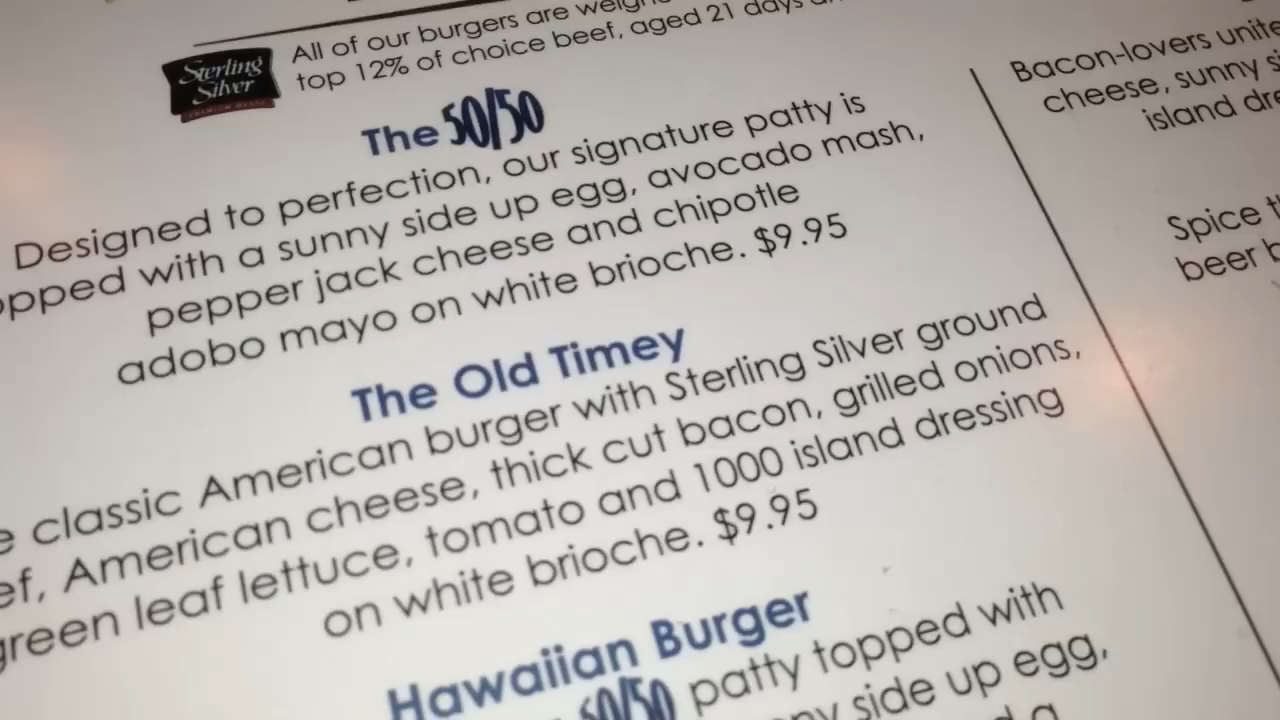 All of our burgers are
top 12% of choice beef, aged 21 days
Sterling
Silver
The 50/50
Designed to perfection, our signature patty is
with a sunny side up egg, avocado mash,
pepper jack cheese and chipotle
adobo mayo on white brioche. $9.95
The Old Timey
classic American burger with Sterling Silver ground
American cheese, thick cut bacon, grilled onions,
green leaf lettuce, tomato and 1000 island dressing
on white brioche. $9.95
Hawaiian Burger
50/50 patty topped with
side up egg,
Bacon-lovers unite
cheese, sunny
island
Spice
beer